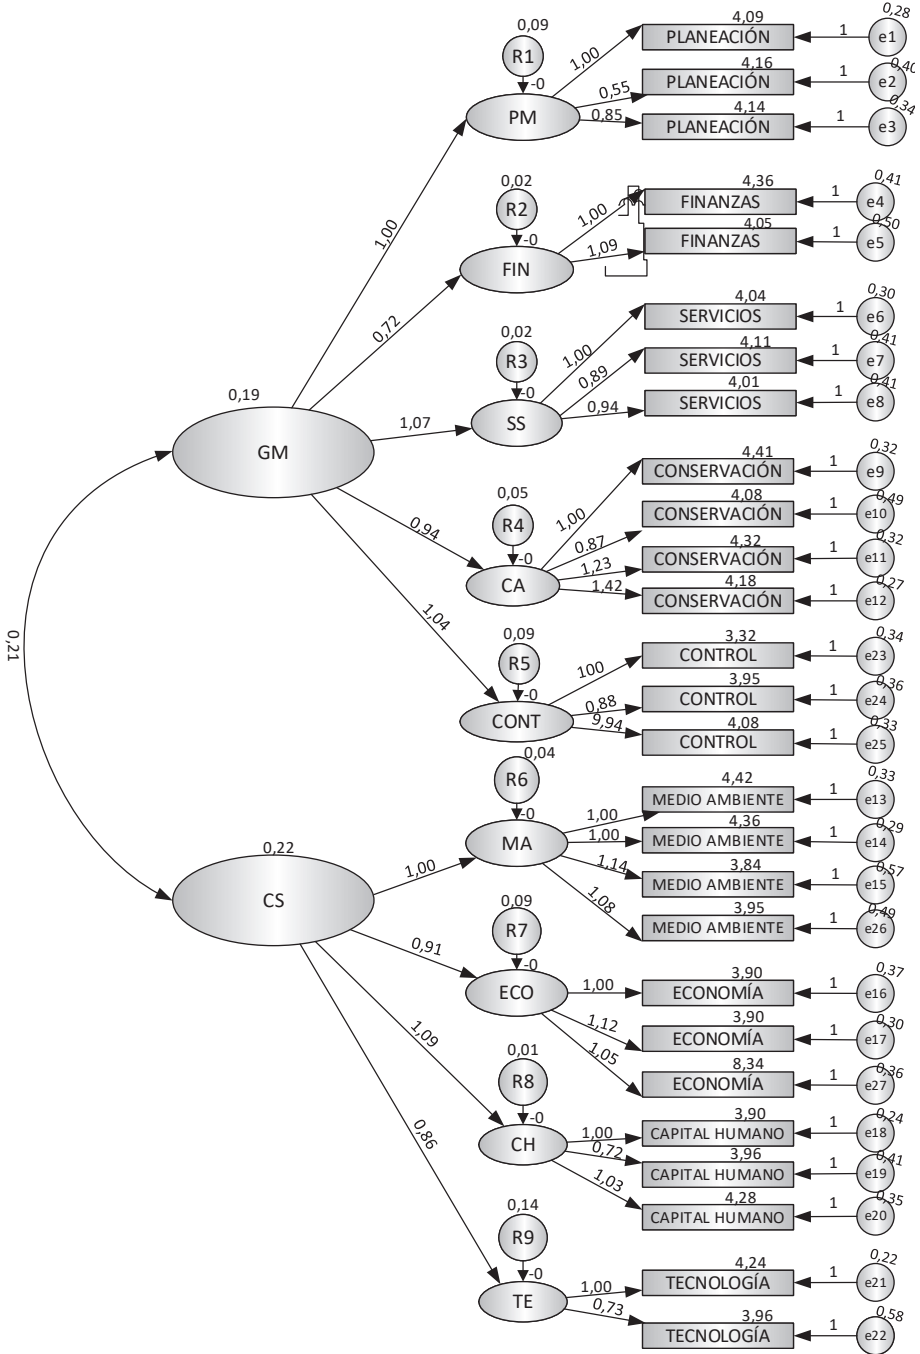 0,09
R1
-0
PM
1,00
0,55
0,85
4,09
PLANEACIÓN
1
0,28
e1
4,16
PLANEACIÓN
1
0,40
e2
4,14
PLANEACIÓN
1
0,34
e3
1,00
0,02
R2
-0
FIN
1,00
1,09
4,36
FINANZAS
1
0,41
e4
4,05
FINANZAS
1
0,50
e5
0,72
0,02
R3
-0
SS
1,00
0,89
0,94
4,04
SERVICIOS
1
0,30
e6
4,11
SERVICIOS
1
0,41
e7
4,01
SERVICIOS
1
0,41
e8
0,19
GM
1,07
0,94
0,05
R4
-0
CA
1,00
0.87
1,23
1,42
4,41
CONSERVACIÓN
1
0,32
e9
4,08
CONSERVACIÓN
1
0,49
e10
4,32
CONSERVACIÓN
1
0,32
e11
4,18
CONSERVACIÓN
1
0,27
e12
1,04
0,09
R5
-0
CONT
100
0,88
9,94
3,32
CONTROL
1
0,34
e23
3,95
CONTROL
1
0,36
e24
4,08
CONTROL
1
0,33
e25
0,21
0,04
R6
-0
MA
1,00
1,00
1,14
1,08
4,42
MEDIO AMBIENTE
1
0,33
e13
4,36
MEDIO AMBIENTE
1
0,29
e14
3,84
MEDIO AMBIENTE
1
0,57
e15
3,95
MEDIO AMBIENTE
1
0,49
e26
0,22
CS
1,00
0,91
0,09
R7
-0
ECO
1,00
1,12
1,05
3,90
ECONOMÍA
1
0,37
e16
3,90
ECONOMÍA
1
0,30
e17
8,34
ECONOMÍA
1
0,36
e27
1,09
0,01
R8
-0
CH
1,00
0,72
1,03
3,90
CAPITAL HUMANO
1
0,24
e18
3,96
CAPITAL HUMANO
1
0,41
e19
4,28
CAPITAL HUMANO
1
0,35
e20
0,86
0,14
R9
-0
TE
1,00
0,73
4,24
TECNOLOGÍA
1
0,22
e21
3,96
TECNOLOGÍA
1
0,58
e22